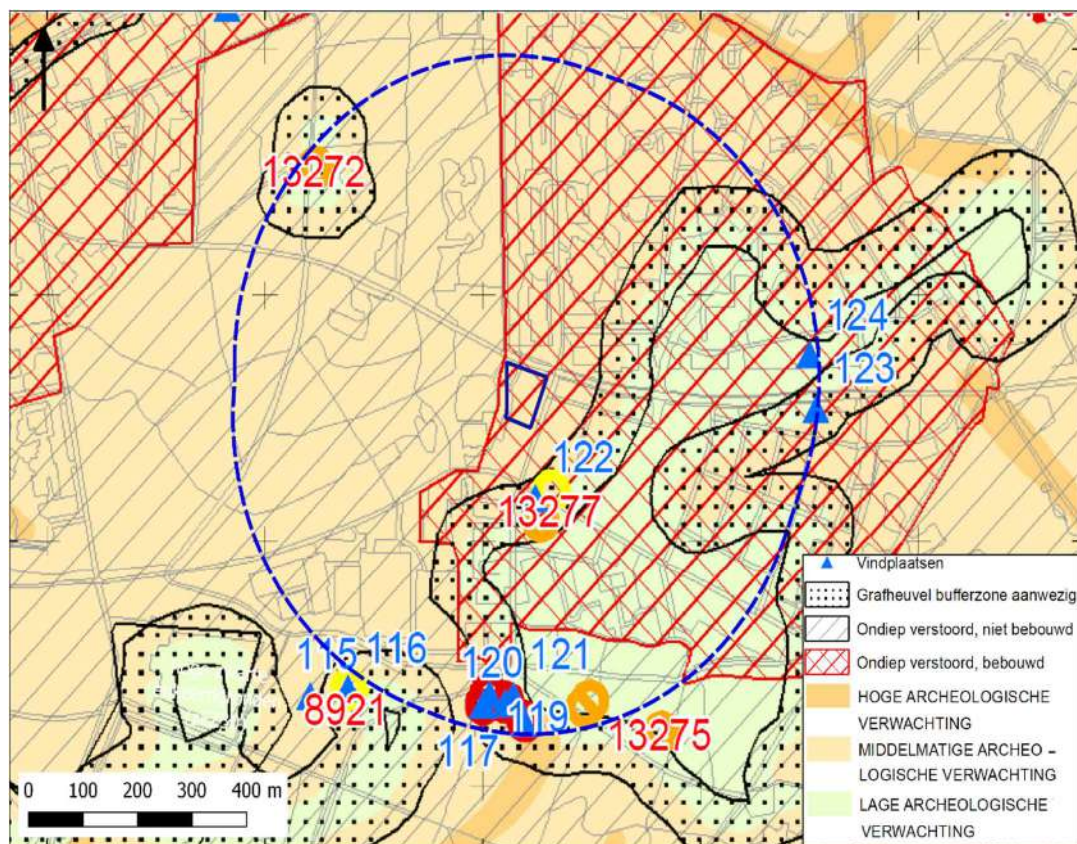 13272
124
123
122
13277
115 116
120 121
8921
119
117
13275
0 100 200 300 400 m
Vindplaatsen
Grafheuvel bufferzone aanwezig
Ondiep verstoord, niet bebouwd
Ondiep verstoord, bebouwd
HOGE ARCHEOLOGISCHE
VERWACHTING
MIDDELMATIGE ARCHEO –
LOGISCHE VERWACHTING
LAGE ARCHEOLOGISCHE
VERWACHTING